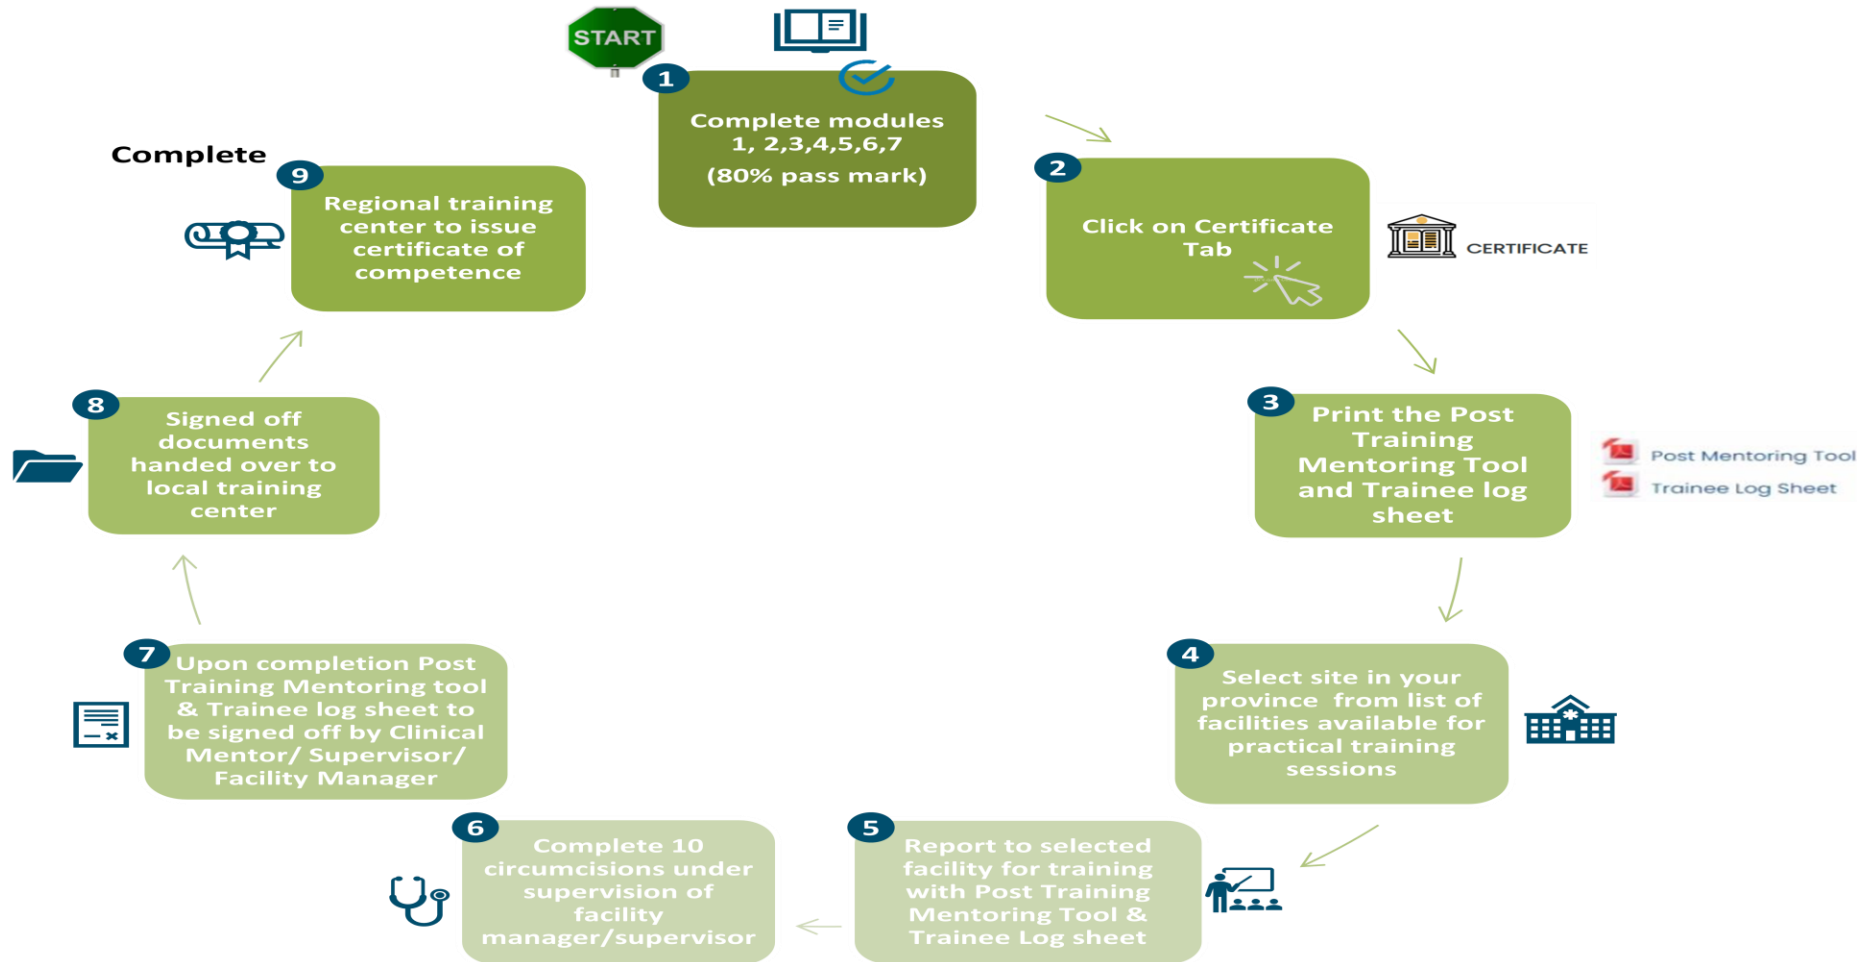 START
1
Complete modules
1, 2,3,4,5,6,7
(80% pass mark)
2
Click on Certificate
Tab
CERTIFICATE
3
Print the Post
Training
Mentoring Tool
and Trainee log
sheet
Post Mentoring Tool
Trainee Log Sheet
4
Select site in your
province from list of
facilities available for
practical training
sessions
5
Report to selected
facility for training
with Post Training
Mentoring Tool &
Trainee Log sheet
6
Complete 10
circumcisions under
supervision of
facility
manager/supervisor
7
Upon completion Post
Training Mentoring tool
& Trainee log sheet to
be signed off by Clinical
Mentor/ Supervisor/
Facility Manager
8
Signed off
documents
handed over to
local training
center
9
Regional training
center to issue
certificate of
competence
Complete